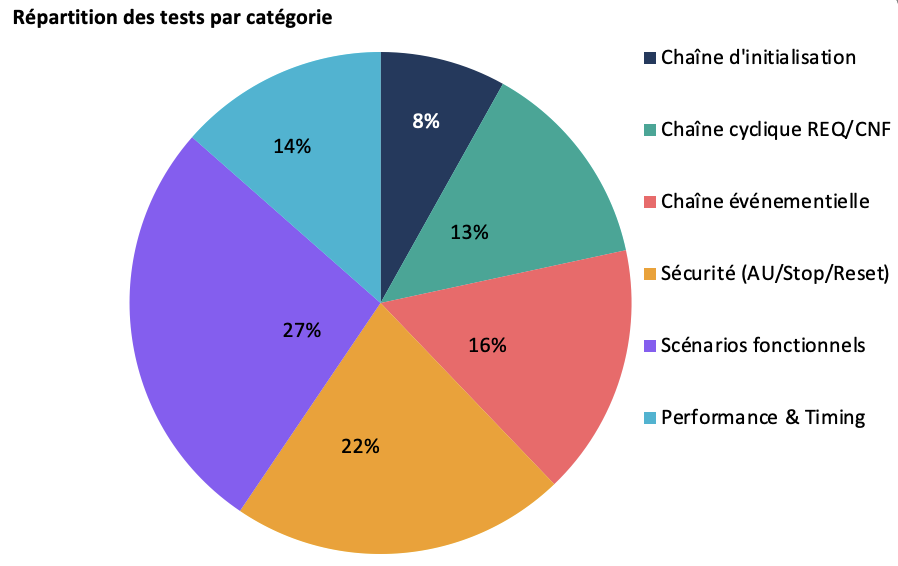 Répartition des tests par catégorie
8%
13%
16%
22%
27%
14%
Chaîne d'initialisation
Chaîne cyclique REQ/CNF
Chaîne événementielle
Sécurité (AU/Stop/Reset)
Scénarios fonctionnels
Performance & Timing